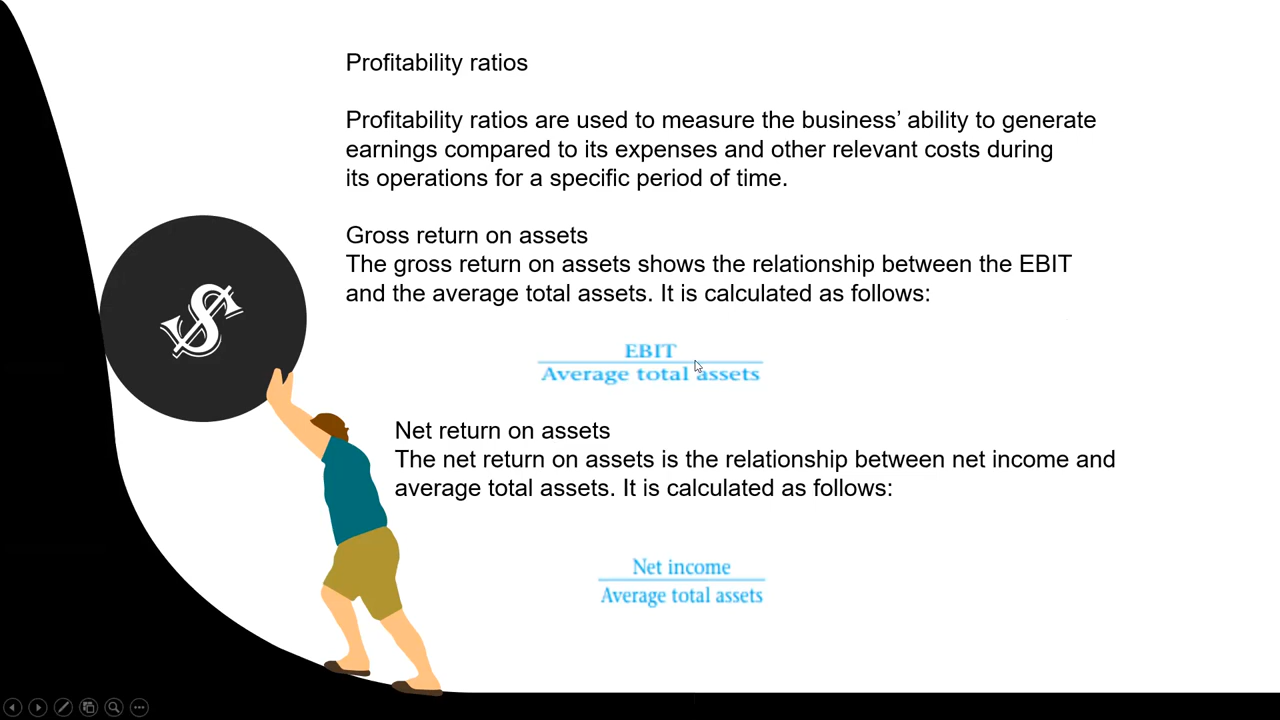 Profitability ratios
Profitability ratios are used to measure the business’ ability to generate
earnings compared to its expenses and other relevant costs during
its operations for a specific period of time.
Gross return on assets
The gross return on assets shows the relationship between the EBIT
and the average total assets. It is calculated as follows:
$
EBIT
Average total assets
Net return on assets
The net return on assets is the relationship between net income and
average total assets. It is calculated as follows:
Net income
Average total assets